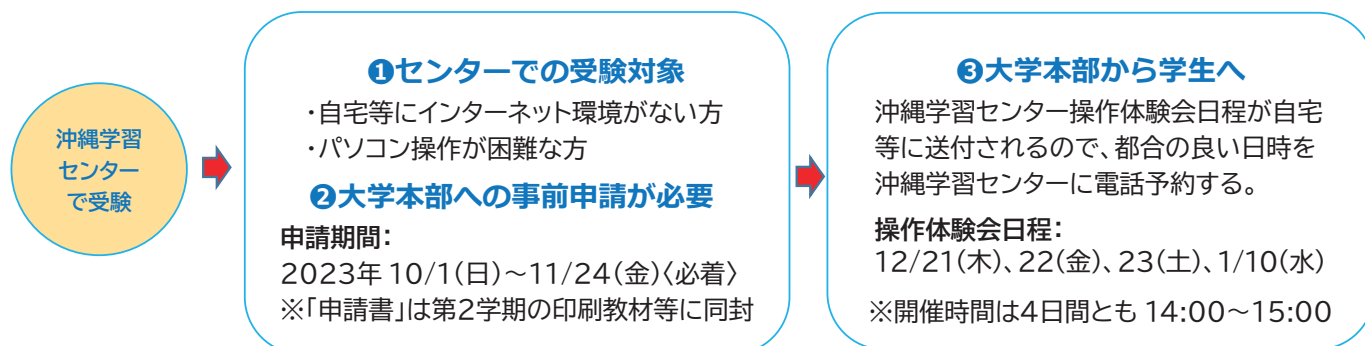 沖縄学習
センター
で受験
❶センターでの受験対象
・自宅等にインターネット環境がない方
・パソコン操作が困難な方
❷大学本部への事前申請が必要
申請期間：
2023年 10/1(日)～11/24(金)〈必着〉
※「申請書」は第2学期の印刷教材等に同封
❸大学本部から学生へ
沖縄学習センター操作体験会日程が自宅
等に送付されるので、都合の良い日時を
沖縄学習センターに電話予約する。
操作体験会日程：
12/21(木)、22(金)、23(土)、1/10(水)
※開催時間は4日間とも 14:00～15:00